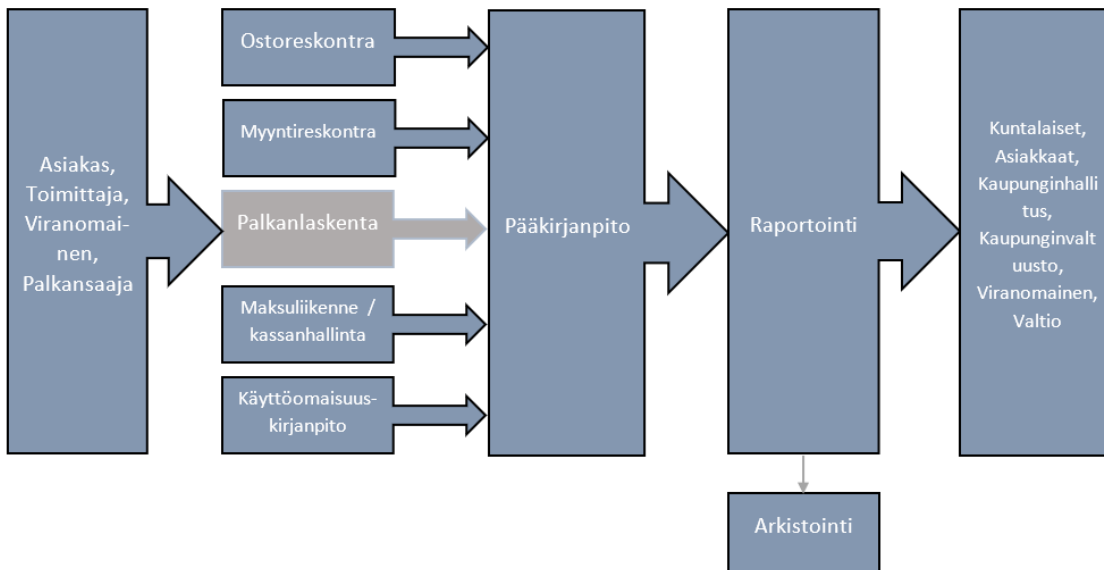 Asiakas,
Toimittaja,
Viranomai-
nen,
Palkansaaja
Ostoreskontra
Myyntireskontra
Palkanlaskenta
Maksuliikenne /
kassanhallinta
Käyttöomaisuus-
kirjanpito
Pääkirjanpito
Raportointi
Arkistointi
Kuntalaiset,
Asiakkaat,
Kaupunginhalli
tus,
Kaupunginvalt
uusto,
Viranomainen,
Valtio